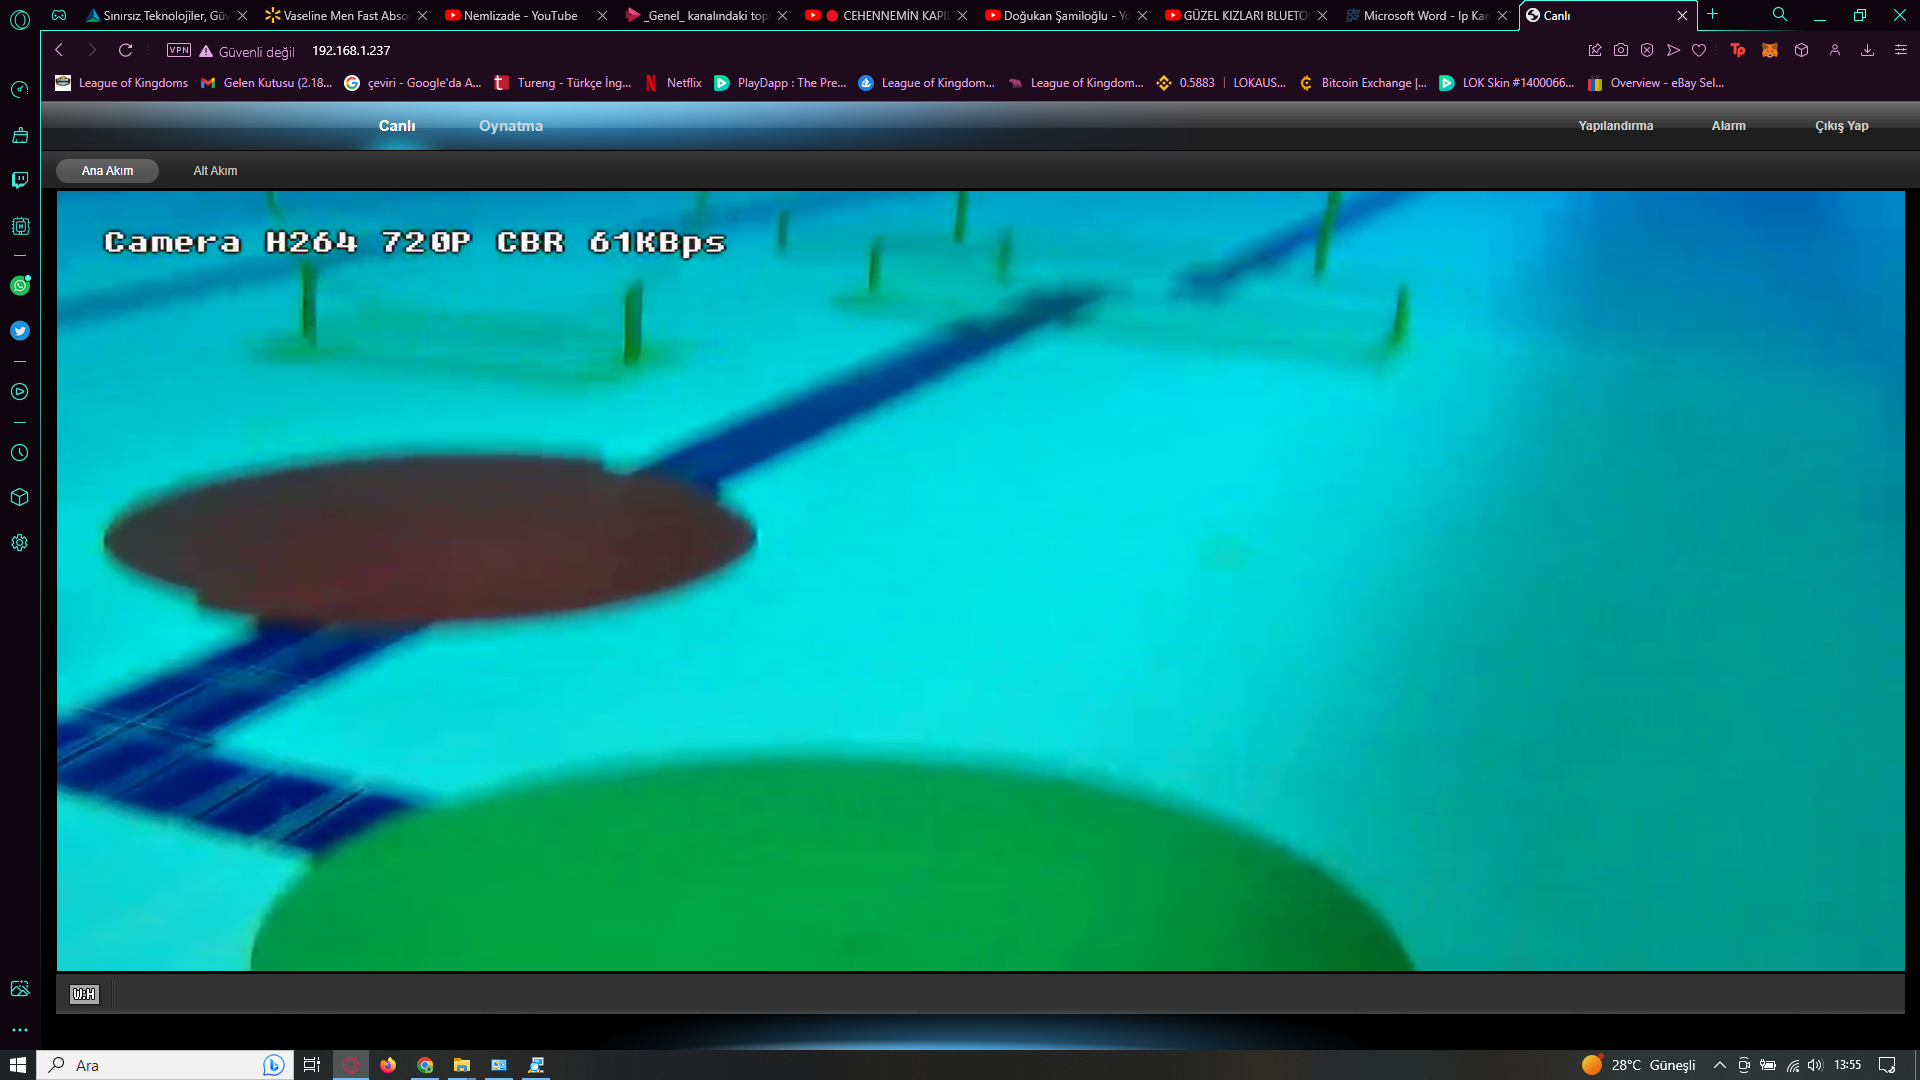 Sınırsız Teknolojiler, Güv
Vaseline Men Fast Abso
Nemlizade - YouTube
_Genel_ kanalındaki top
CEHENNEMİN KAPI
Doğukan Şamiloğlu - Yo
GÜZEL KIZLARI BLUETO
Microsoft Word - Ip Kam
Canlı
VPN
Güvenli değil
192.168.1.237
League of Kingdoms
Gelen Kutusu (2.18...
çeviri - Google'da A...
Tureng - Türkçe İng...
Netflix
PlayDapp : The Pre...
League of Kingdom...
League of Kingdom...
0.5883 | LOKAUS...
Bitcoin Exchange |...
LOK Skin #1400066...
Overview - eBay Sel...
Canlı
Oynatma
Yapılandırma
Alarm
Çıkış Yap
Ana Akım
Alt Akım
Camera H264 720P CBR 61KBps
W:H
Ara
28°C Güneşli
13:55